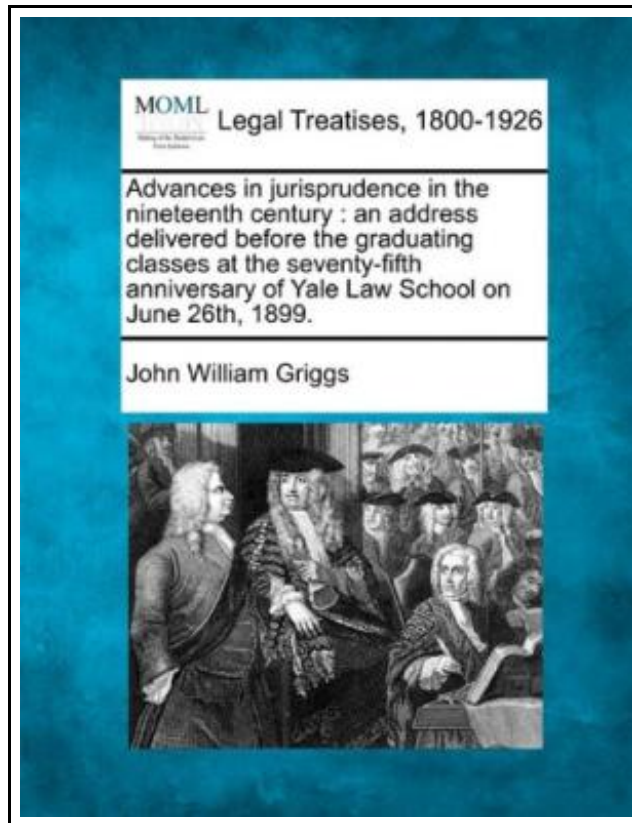 MOML
Legal Treatises, 1800-1926
Advances in jurisprudence in the
nineteenth century : an address
delivered before the graduating
classes at the seventy-fifth
anniversary of Yale Law School on
June 26th, 1899.
John William Griggs